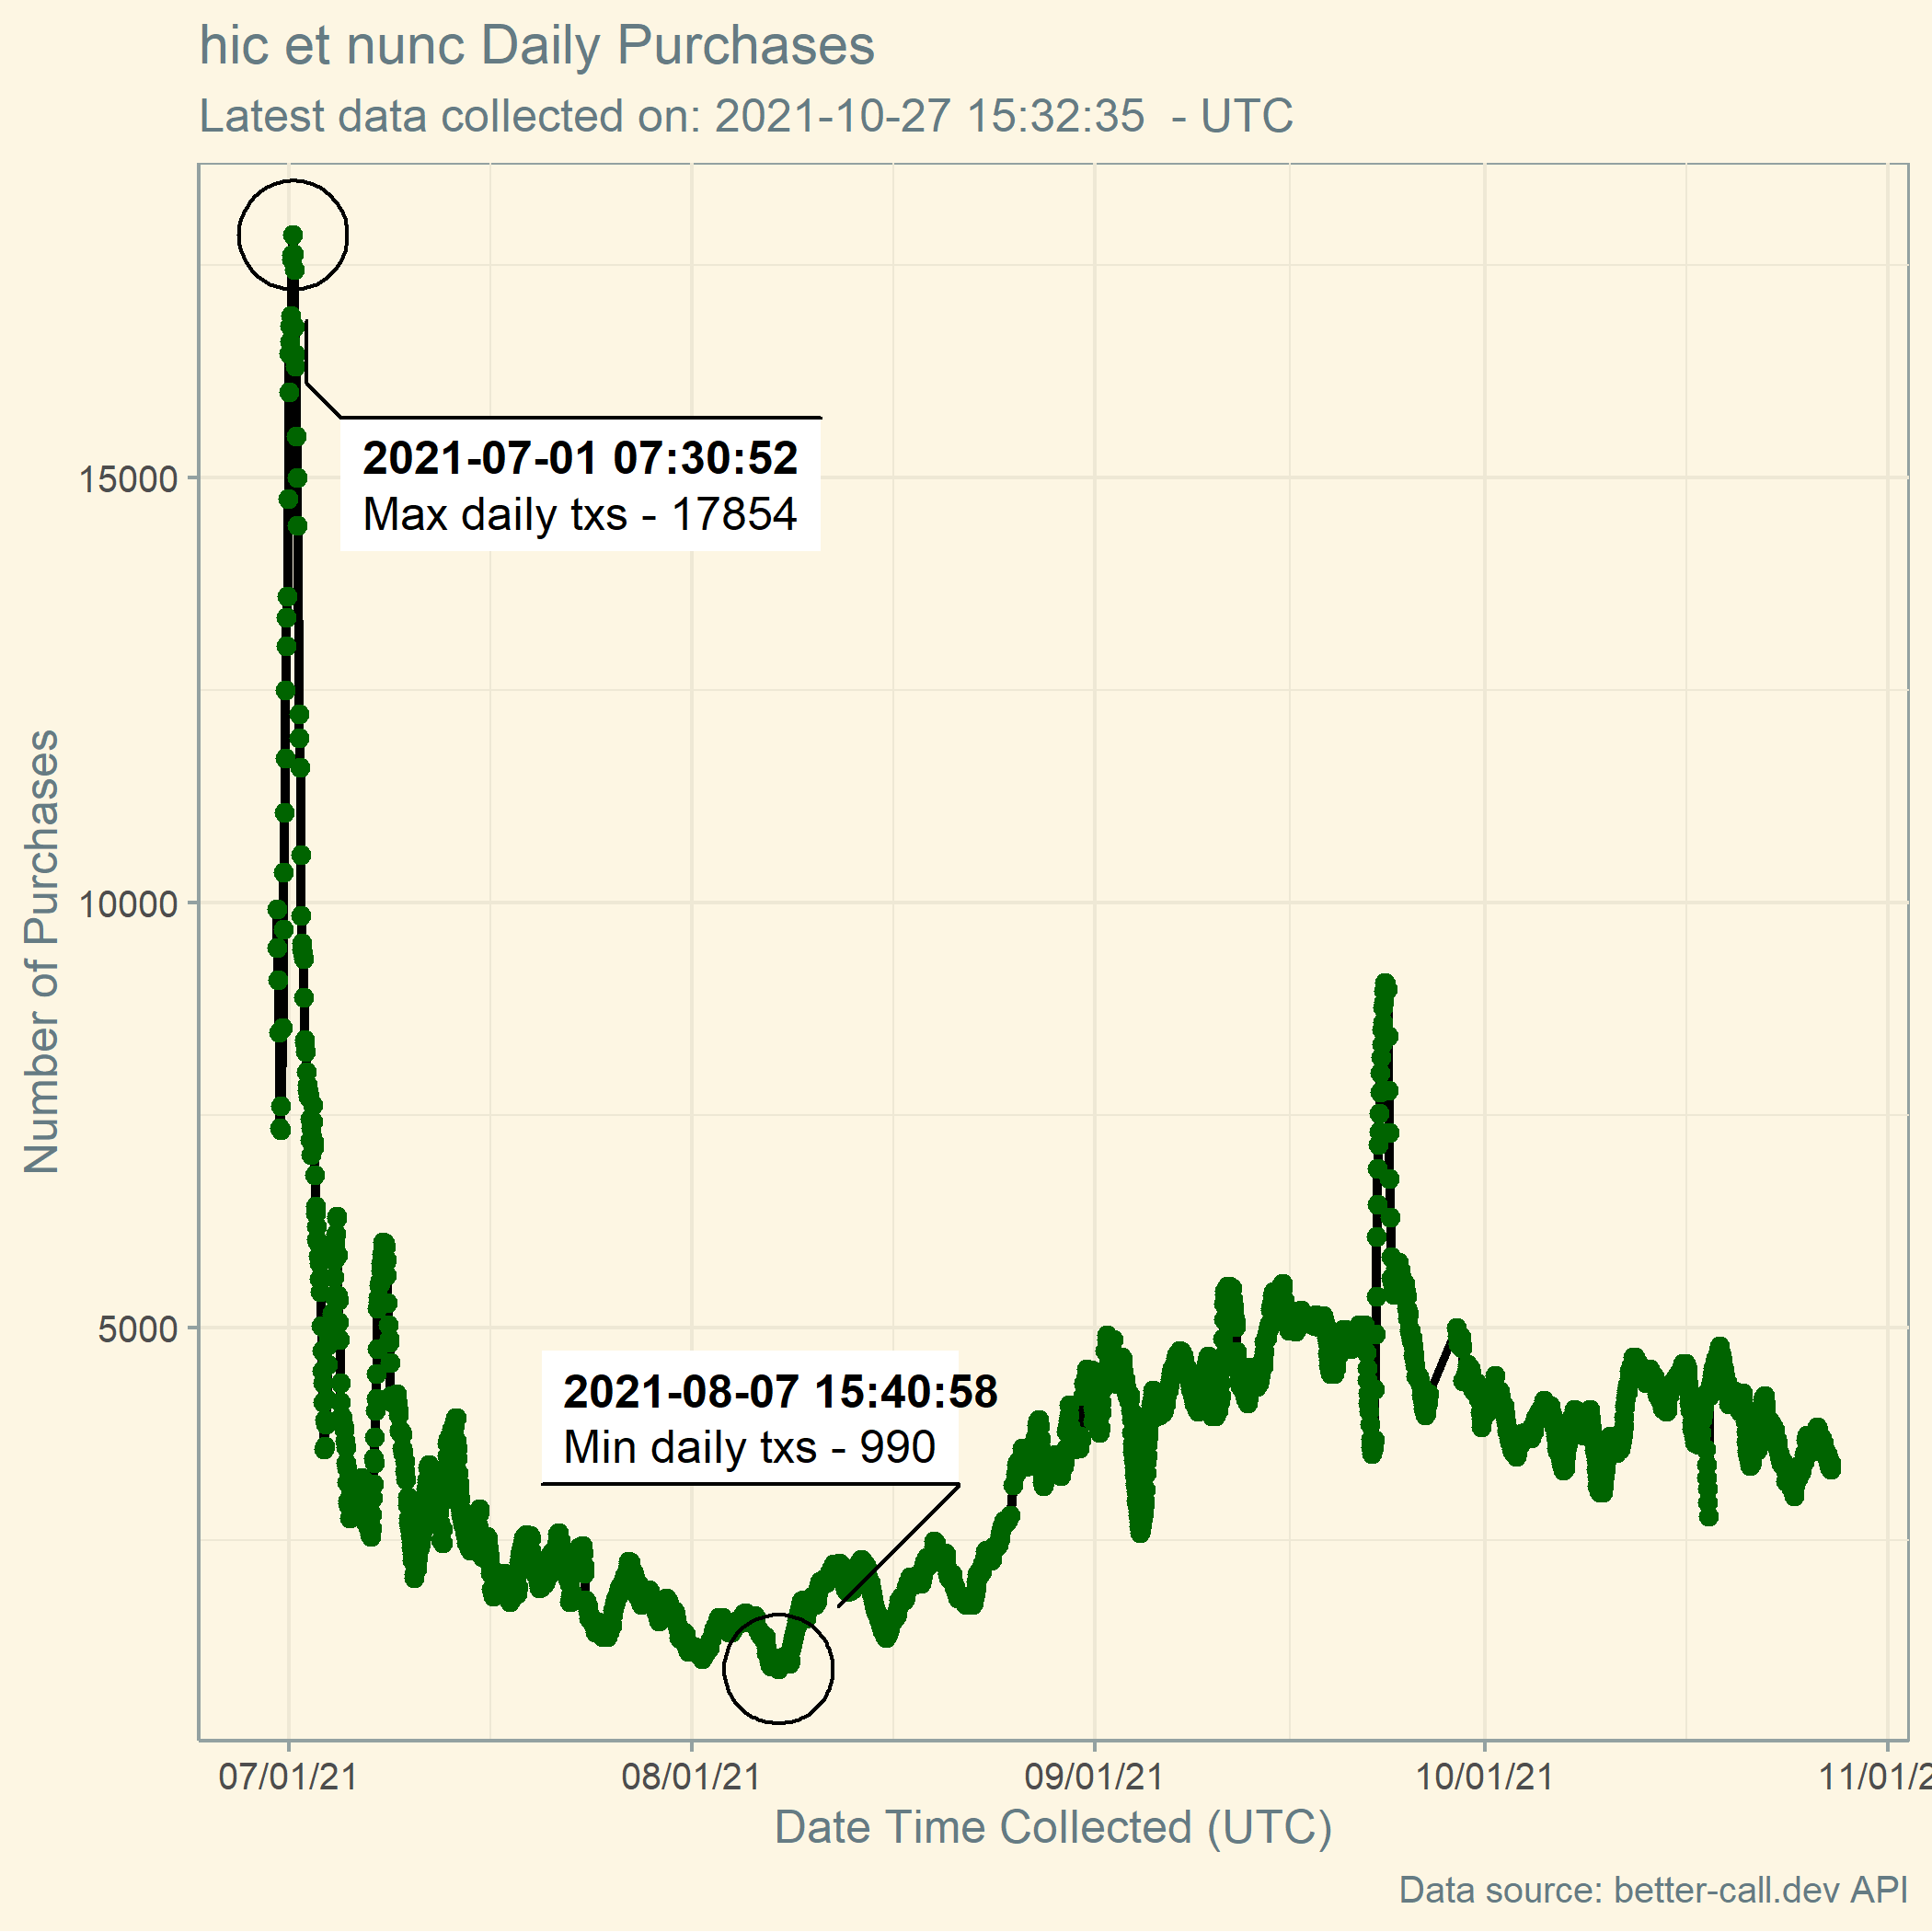 hic et nunc Daily Purchases
Latest data collected on: 2021-10-27 15:32:35  - UTC
2021-07-01 07:30:52
Max daily txs - 17854
15000
10000
5000
Number of Purchases
2021-08-07 15:40:58
Min daily txs - 990
07/01/21
08/01/21
09/01/21
10/01/21
11/01/2
Date Time Collected (UTC)
Data source: better-call.dev API